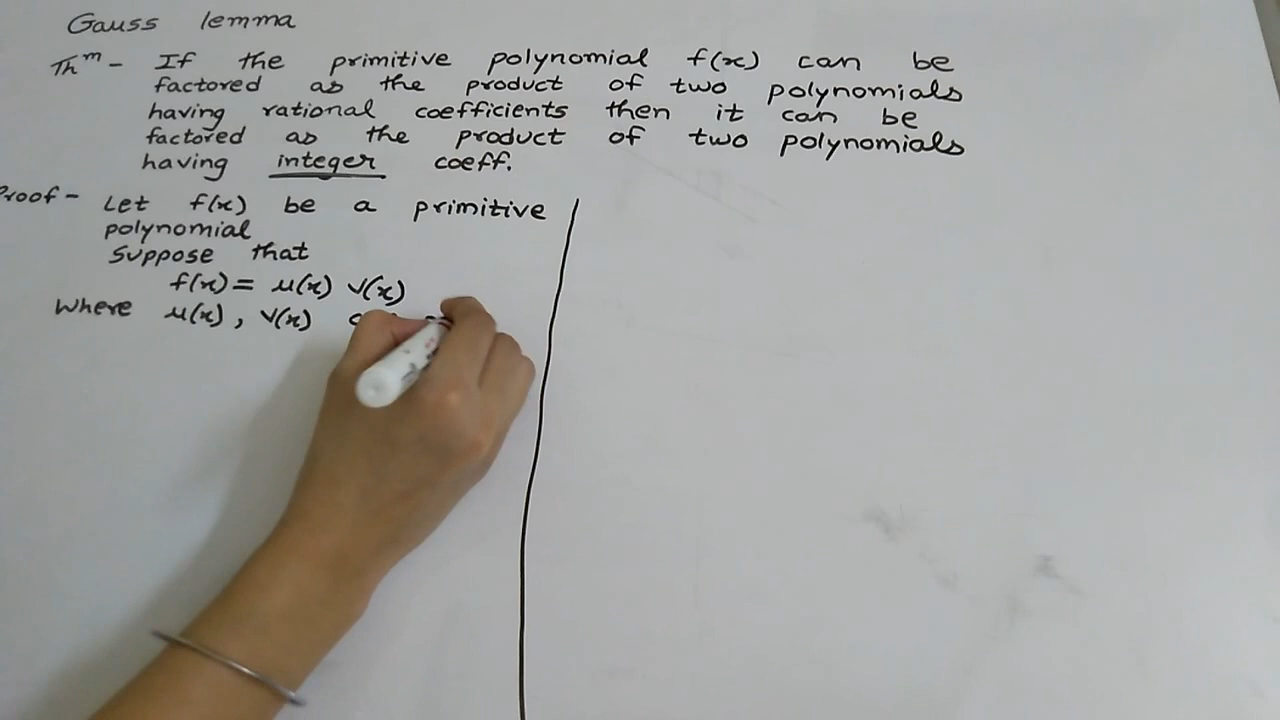 Gauss lemma
Thm - If the primitive polynomial f(x) can be
factored as the product of two polynomials
having rational coefficients then it can be
factored as the product of two polynomials
having integer coeff.
Proof - Let f(x) be a primitive
polynomial
Suppose that
f(x) = μ(x) v(x)
Where μ(x), v(x)